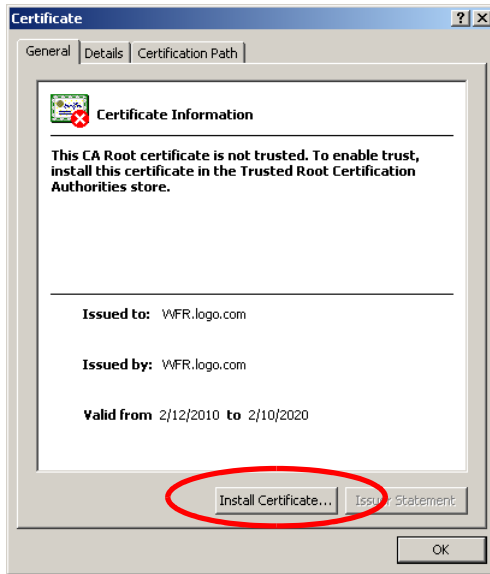 Certificate
General Details Certification Path
Certificate Information
This CA Root certificate is not trusted. To enable trust,
install this certificate in the Trusted Root Certification
Authorities store.
Issued to: WFR.logo.com
Issued by: WFR.logo.com
Valid from 2/12/2010 to 2/10/2020
Install Certificate... Issuer Statement
OK